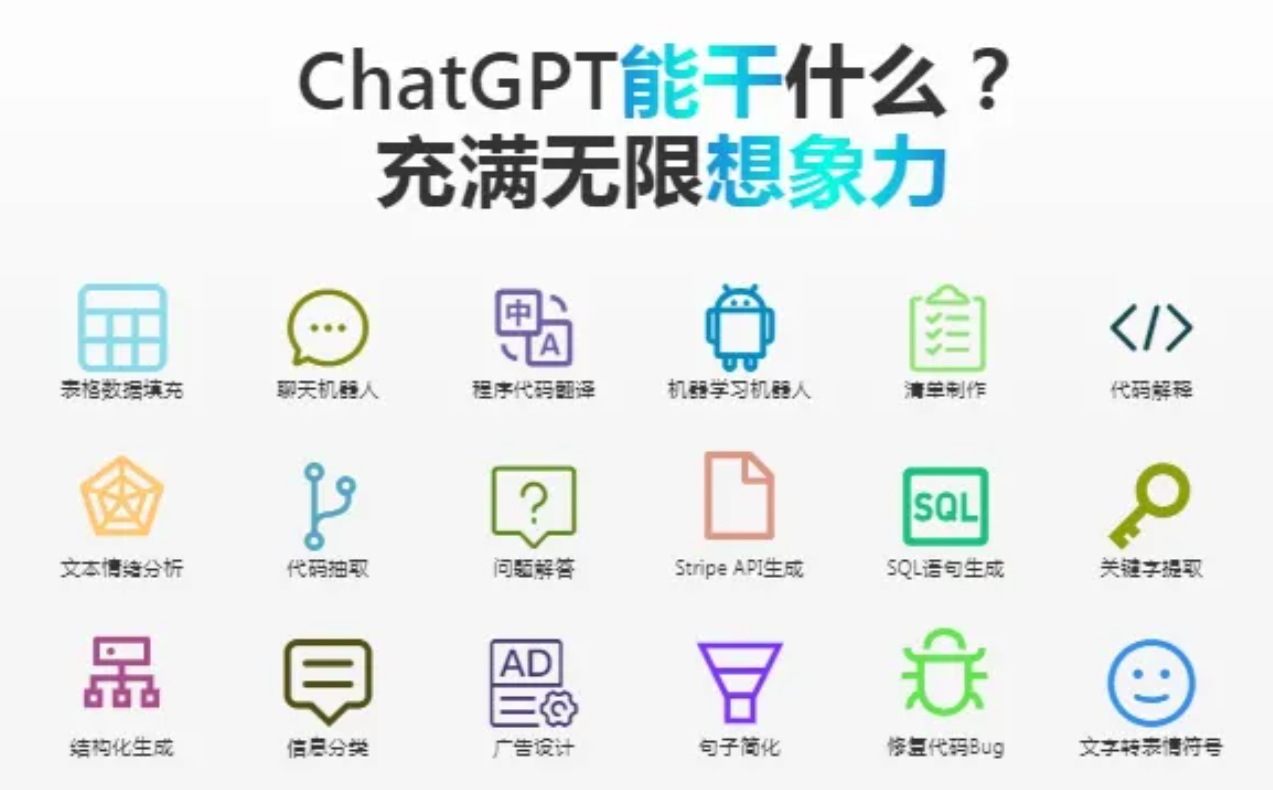 ChatGPT能干什么？
充满无限想象力
表格数据填充
聊天机器人
中
A
程序代码翻译
机器学习机器人
清单制作
</>
代码解释
文本情绪分析
代码抽取
?
问题解答
Stripe API生成
SQL
SQL语句生成
关键字提取
结构化生成
信息分类
AD
广告设计
句子简化
修复代码Bug
文字转表情符号